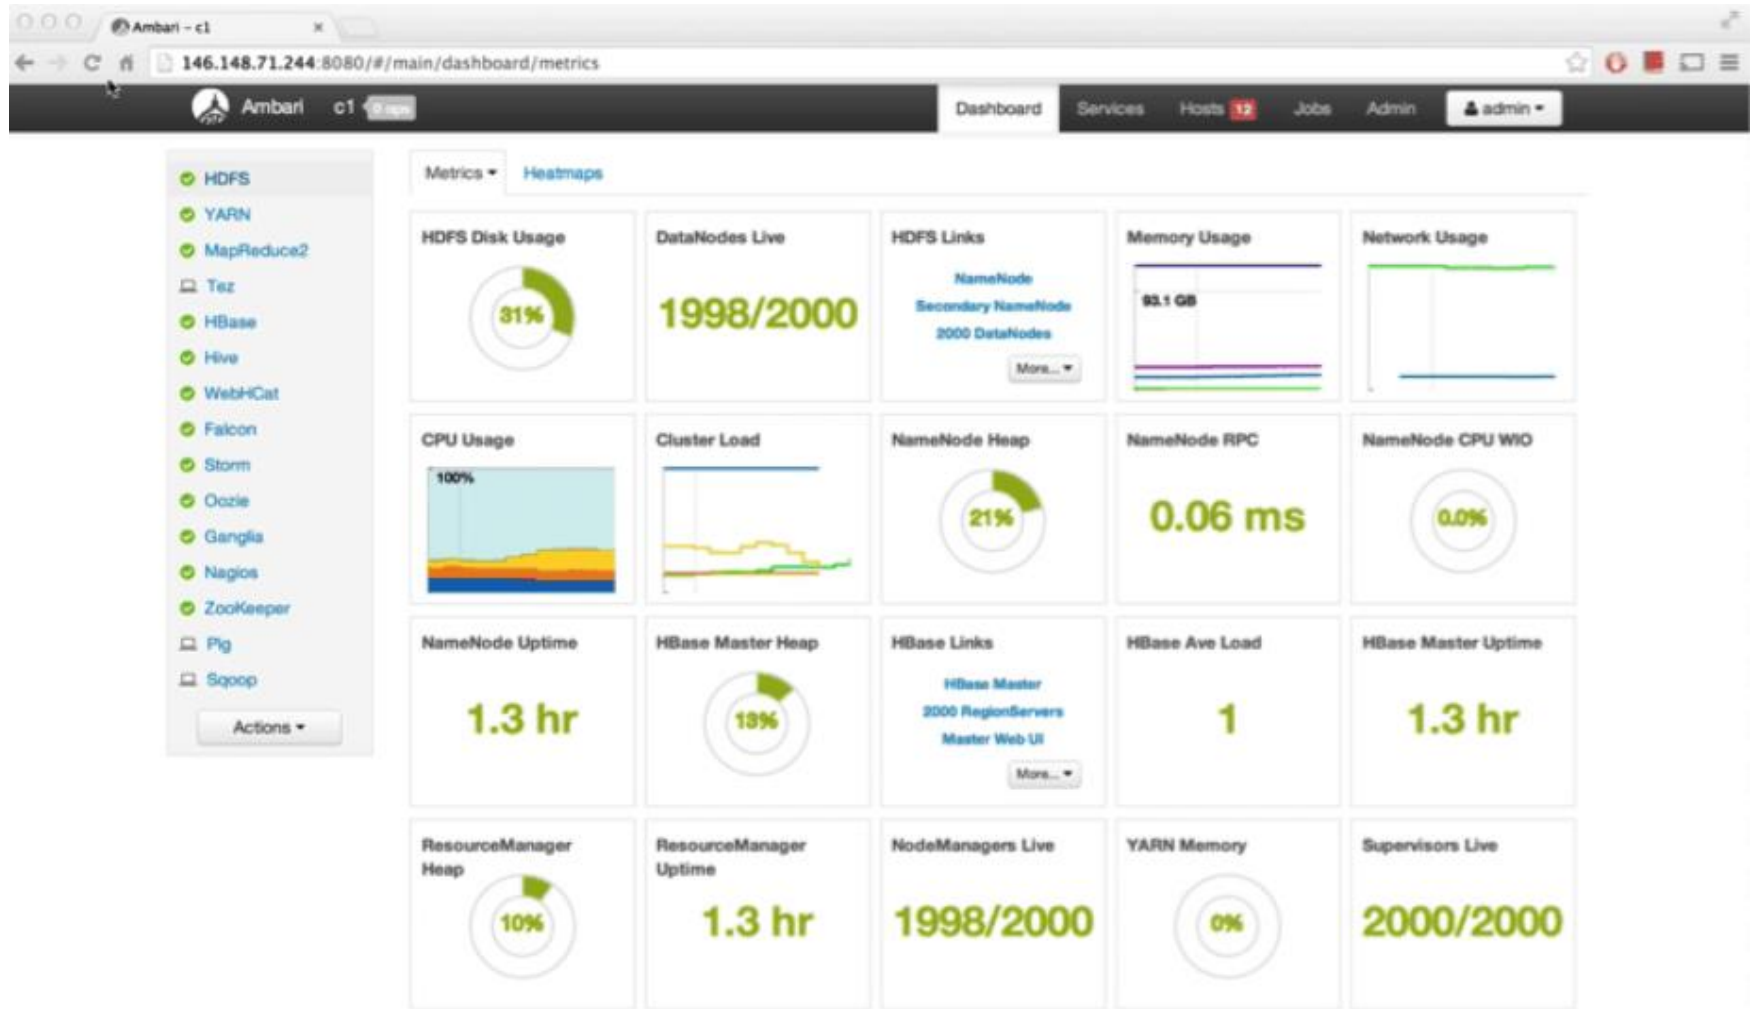 Ambari – c1
146.148.71.244:8080/#/main/dashboard/metrics
Ambari c1 0 ops Dashboard Services Hosts 12 Jobs Admin admin
HDFS
YARN
MapReduce2
Tez
HBase
Hive
WebHCat
Falcon
Storm
Oozie
Ganglia
Nagios
ZooKeeper
Pig
Sqoop
Actions
Metrics Heatmaps
HDFS Disk Usage
31%
DataNodes Live
1998/2000
HDFS Links
NameNode
Secondary NameNode
2000 DataNodes
More...
Memory Usage
93.1 GB
Network Usage
CPU Usage
100%
Cluster Load
NameNode Heap
21%
NameNode RPC
0.06 ms
NameNode CPU WIO
0.0%
NameNode Uptime
1.3 hr
HBase Master Heap
13%
HBase Links
HBase Master
2000 RegionServers
Master Web UI
More...
HBase Ave Load
1
HBase Master Uptime
1.3 hr
ResourceManager
Heap
10%
ResourceManager
Uptime
1.3 hr
NodeManagers Live
1998/2000
YARN Memory
0%
Supervisors Live
2000/2000